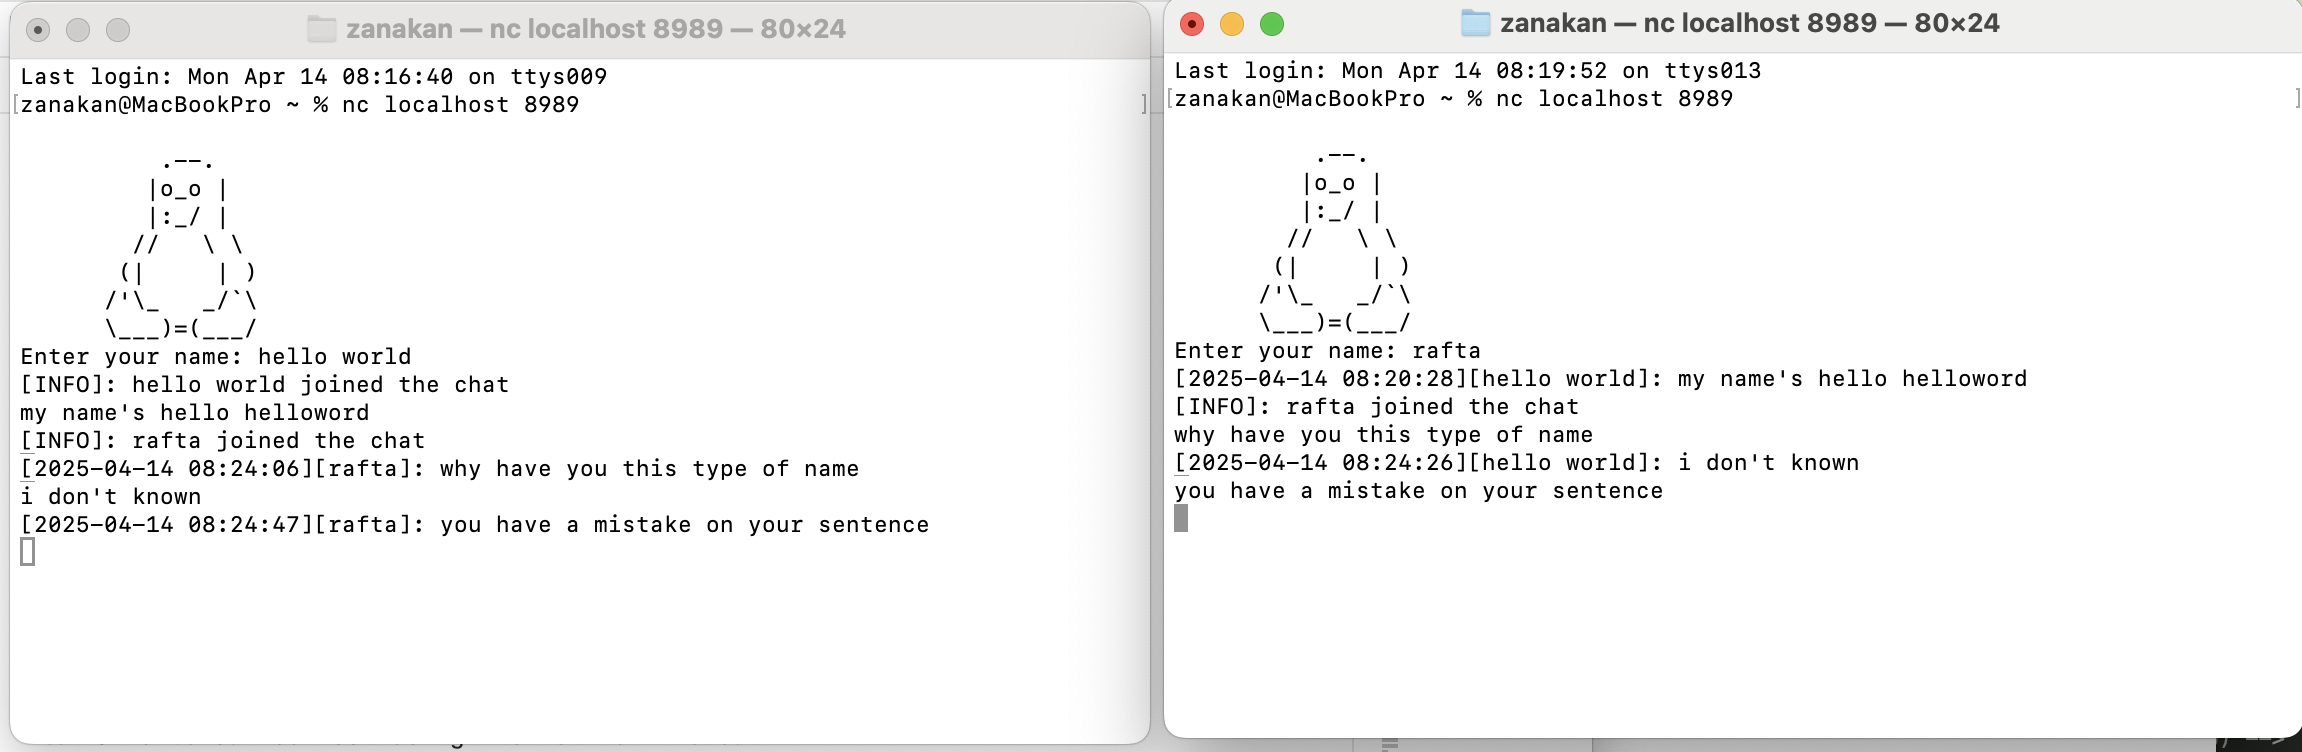 zanakan — nc localhost 8989 — 80×24
Last login: Mon Apr 14 08:16:40 on ttys009
[zanakan@MacBookPro ~ % nc localhost 8989 ]
         .--.
        |o_o |
        |:_/ |
       //   \ \
      (|     | )
     /'\_   _/`\
     \___)=(___/
Enter your name: hello world
[INFO]: hello world joined the chat
my name's hello helloword
[INFO]: rafta joined the chat
[2025-04-14 08:24:06][rafta]: why have you this type of name
i don't known
[2025-04-14 08:24:47][rafta]: you have a mistake on your sentence
zanakan — nc localhost 8989 — 80×24
Last login: Mon Apr 14 08:19:52 on ttys013
[zanakan@MacBookPro ~ % nc localhost 8989 ]
         .--.
        |o_o |
        |:_/ |
       //   \ \
      (|     | )
     /'\_   _/`\
     \___)=(___/
Enter your name: rafta
[2025-04-14 08:20:28][hello world]: my name's hello helloword
[INFO]: rafta joined the chat
why have you this type of name
[2025-04-14 08:24:26][hello world]: i don't known
you have a mistake on your sentence